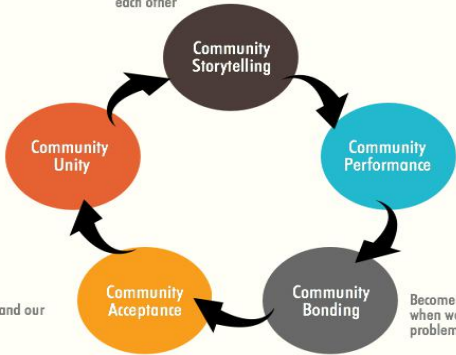 each other
Community
Storytelling
Community
Performance
Community
Unity
Community
Acceptance
Community
Bonding
and our
Become
when we
problem